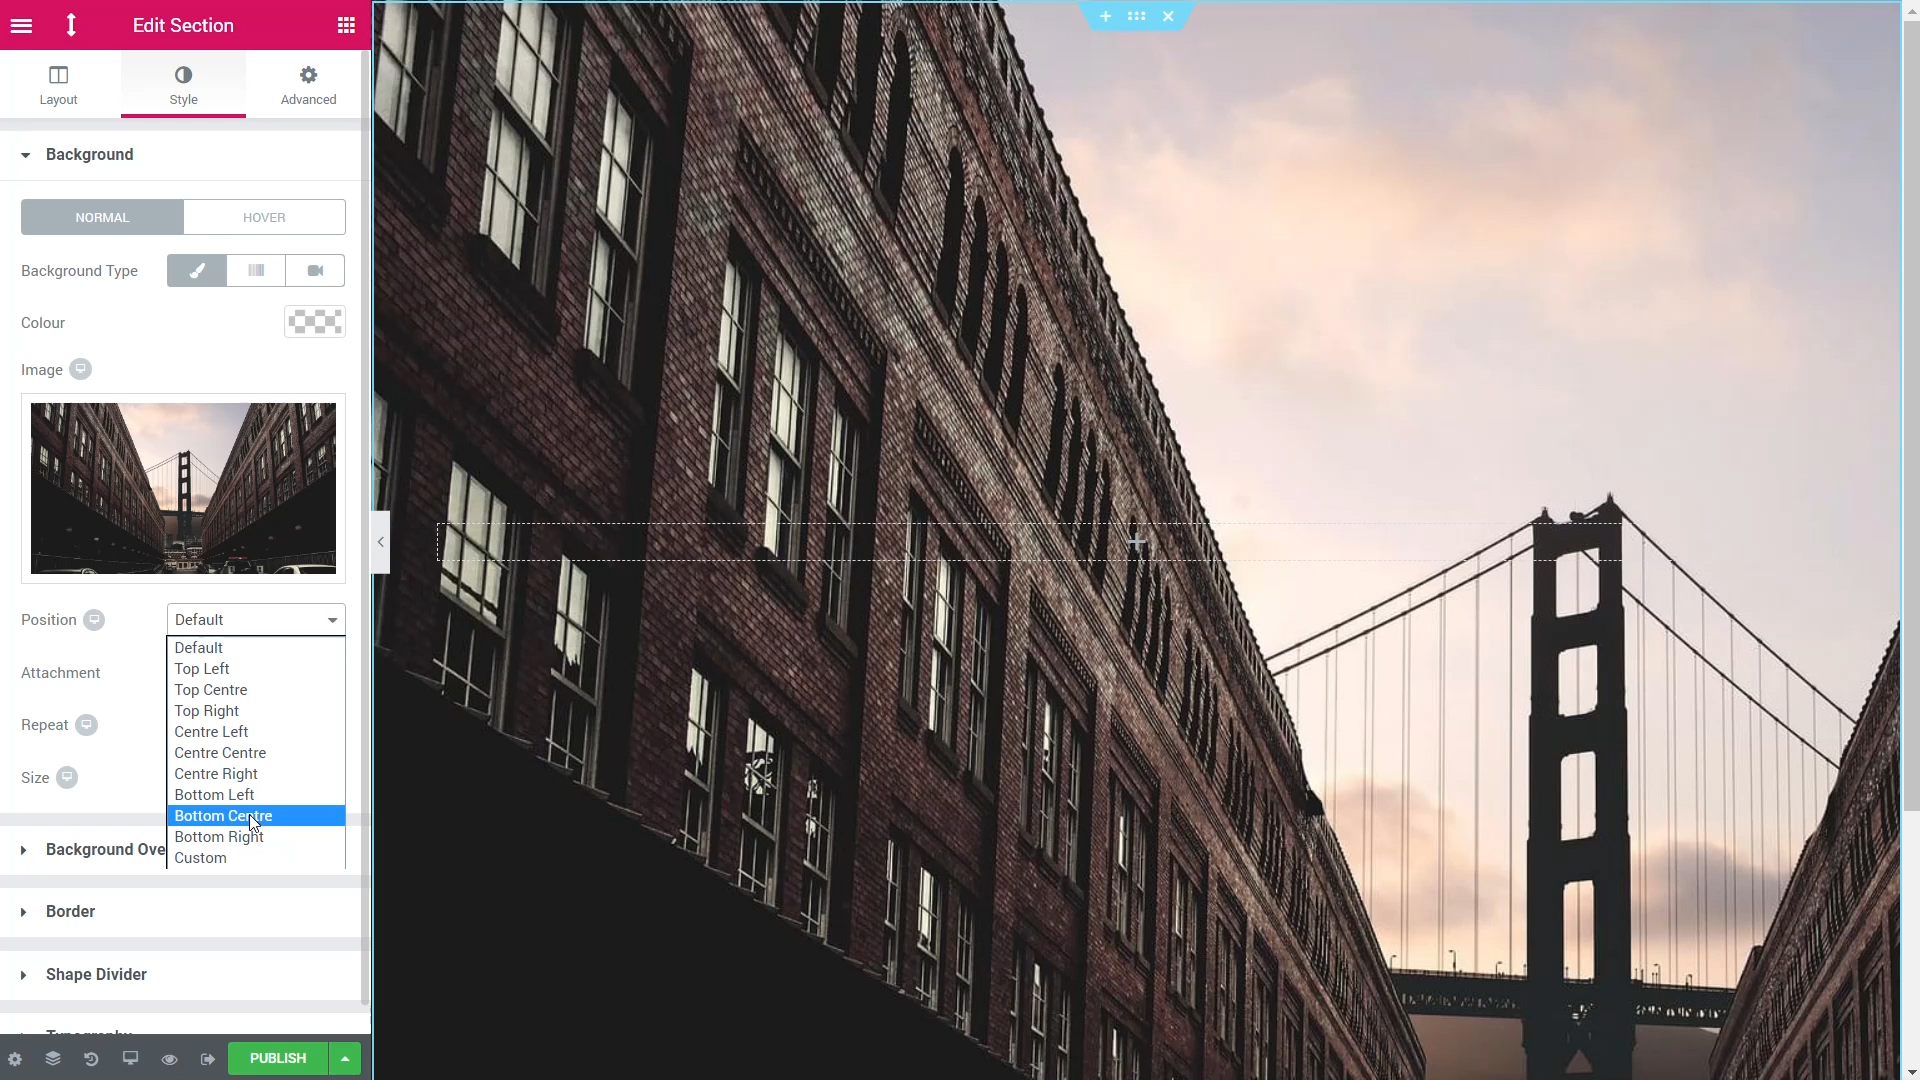 Edit Section
Layout
Style
Advanced
Background
NORMAL
HOVER
Background Type
Colour
Image
Position
Default
Default
Top Left
Top Centre
Top Right
Centre Left
Centre Centre
Centre Right
Bottom Left
Bottom Centre
Bottom Right
Custom
Attachment
Repeat
Size
Background Ove
Border
Shape Divider
Typography
PUBLISH